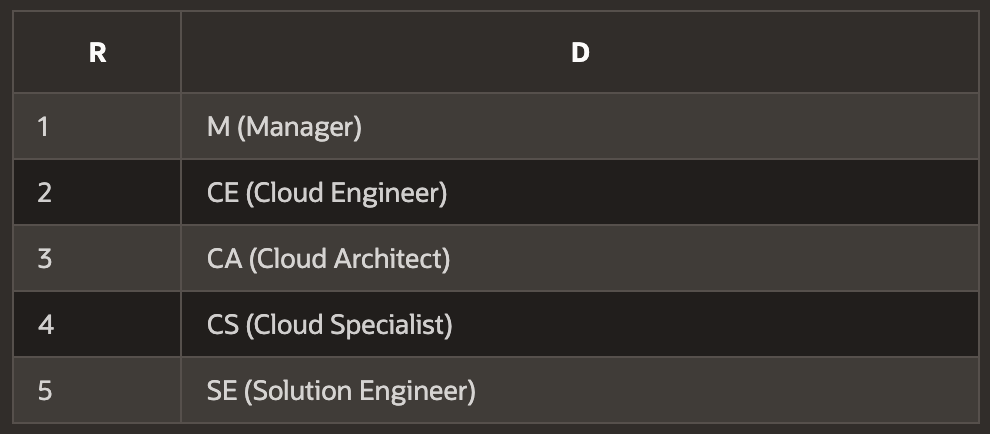 R D
1 M (Manager)
2 CE (Cloud Engineer)
3 CA (Cloud Architect)
4 CS (Cloud Specialist)
5 SE (Solution Engineer)